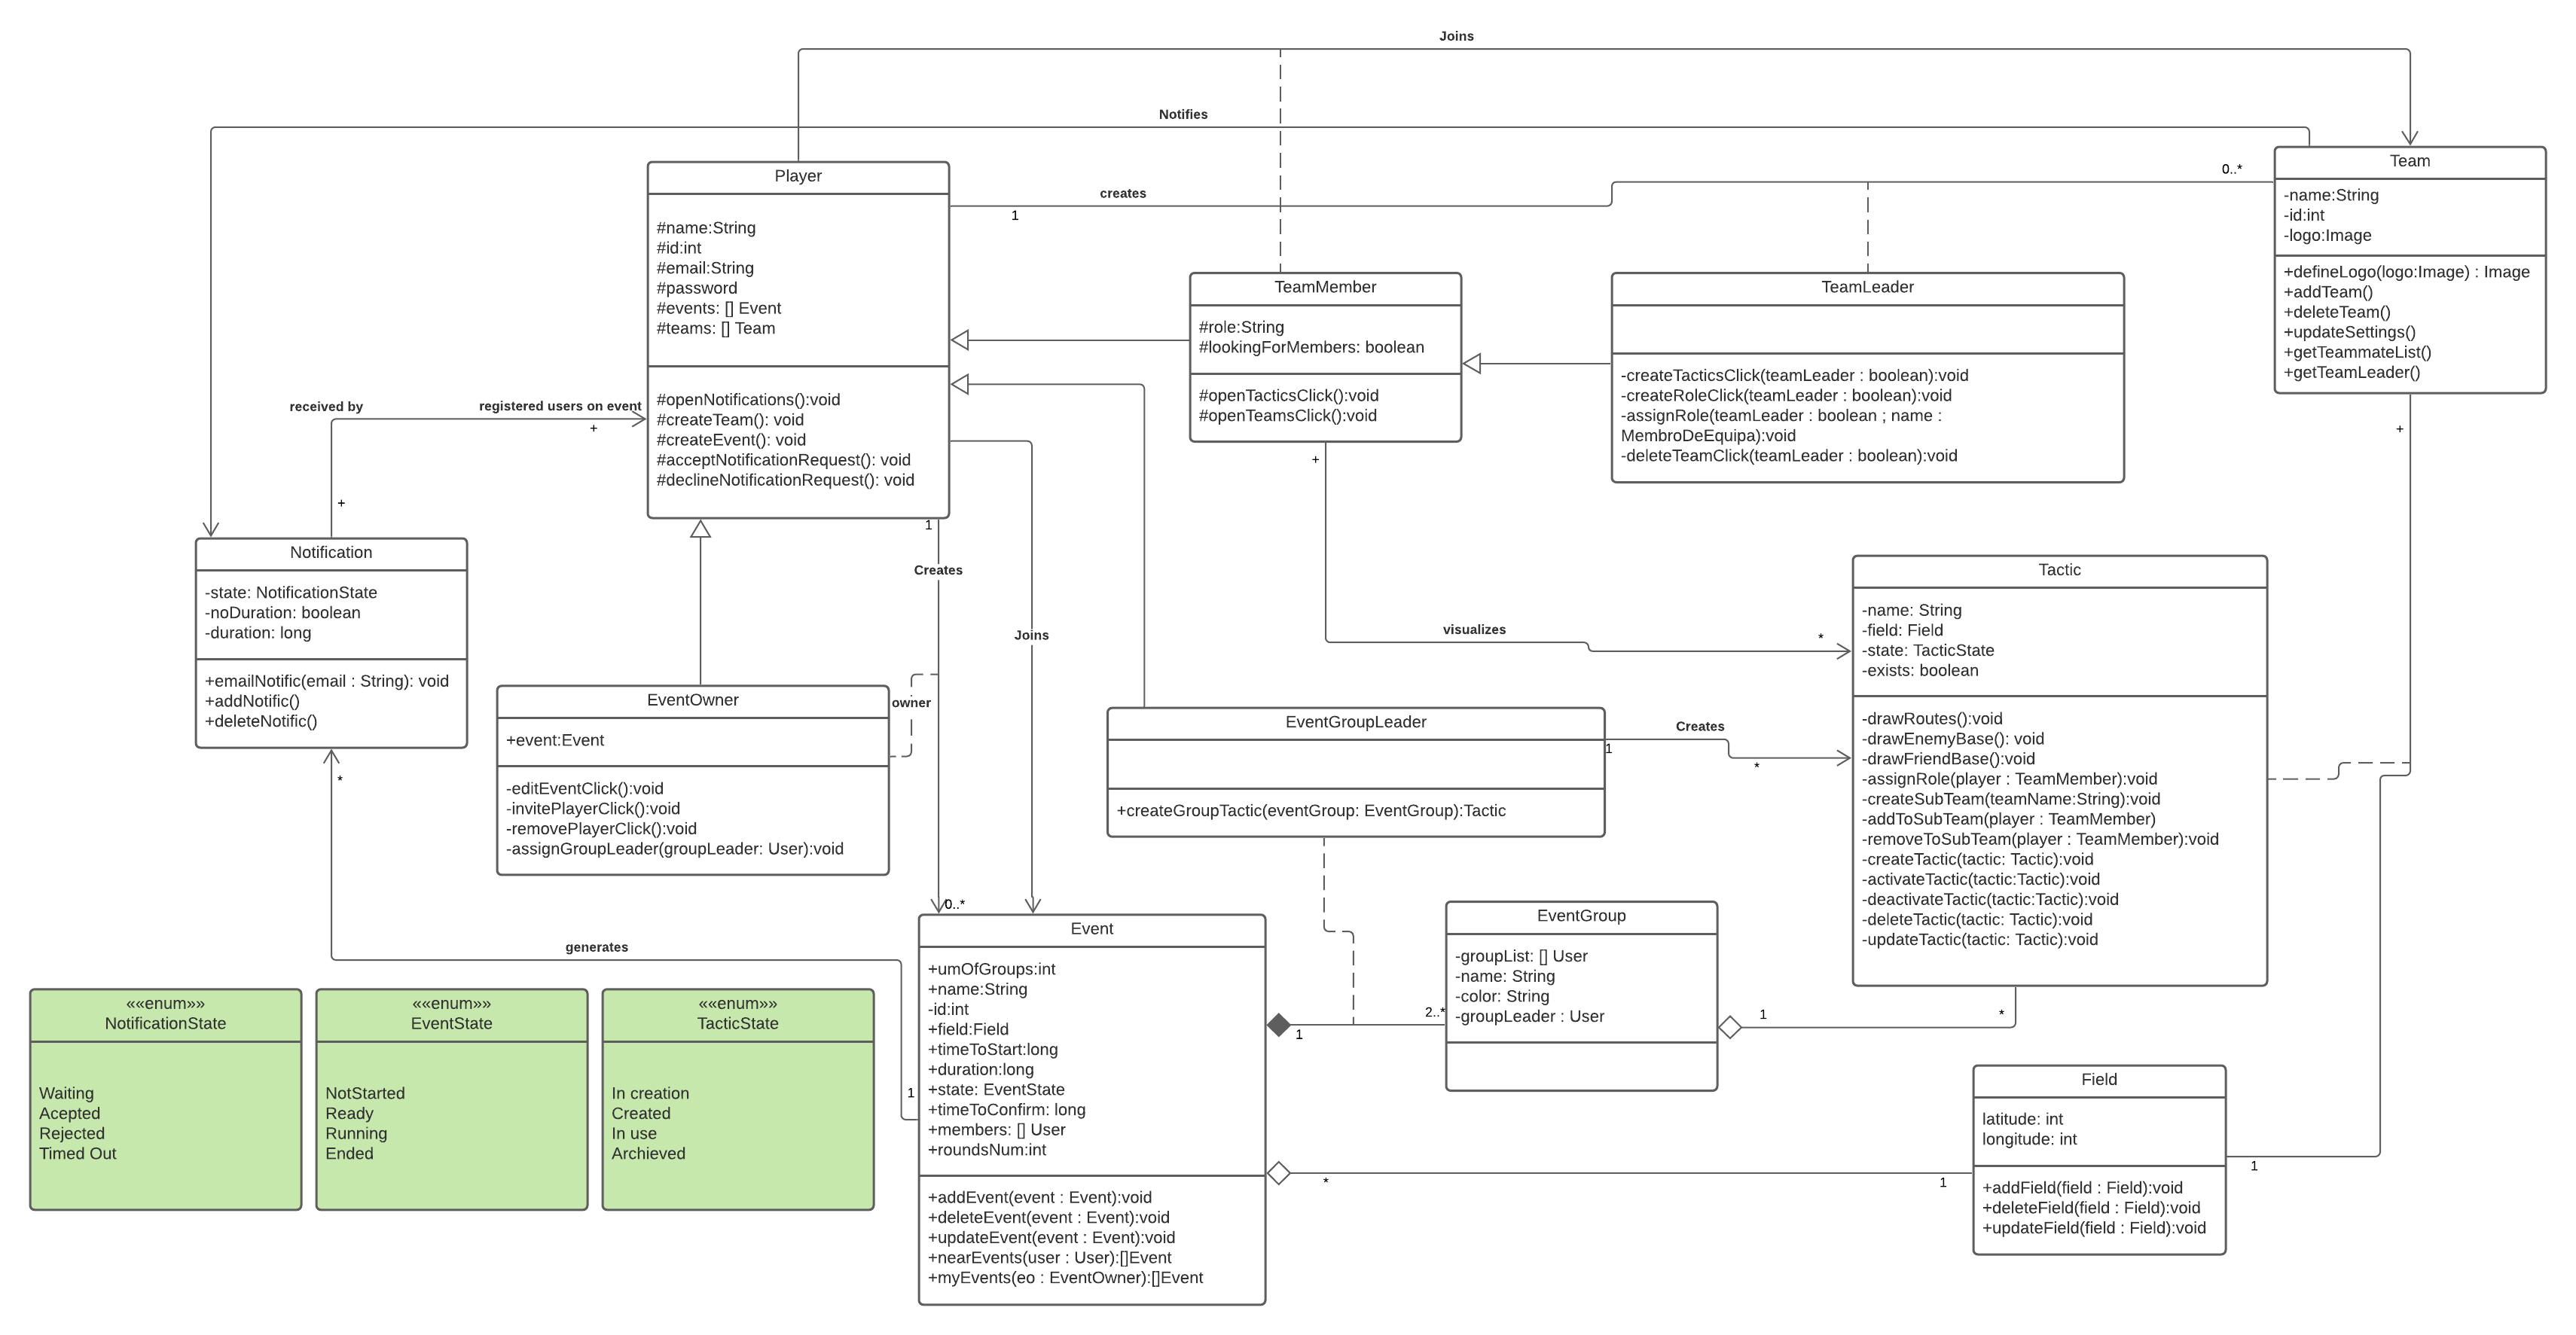 Joins
Notifies
Player
#name:String
#id:int
#email:String
#password
#events: [] Event
#teams: [] Team
#openNotifications():void
#createTeam(): void
#createEvent(): void
#acceptNotificationRequest(): void
#declineNotificationRequest(): void
creates
1
0..*
Team
-name:String
-id:int
-logo:Image
+defineLogo(logo:Image) : Image
+addTeam()
+deleteTeam()
+updateSettings()
+getTeammateList()
+getTeamLeader()
TeamMember
#role:String
#lookingForMembers: boolean
#openTacticsClick():void
#openTeamsClick():void
TeamLeader
-createTacticsClick(teamLeader : boolean):void
-createRoleClick(teamLeader : boolean):void
-assignRole(teamLeader : boolean ; name :
MembroDeEquipa):void
-deleteTeamClick(teamLeader : boolean):void
received by
registered users on event
+
+
+
+
Notification
-state: NotificationState
-noDuration: boolean
-duration: long
+emailNotific(email : String): void
+addNotific()
+deleteNotific()
*
1
Creates
Joins
owner
0..*
EventOwner
+event:Event
-editEventClick():void
-invitePlayerClick():void
-removePlayerClick():void
-assignGroupLeader(groupLeader: User):void
visualizes
*
Tactic
-name: String
-field: Field
-state: TacticState
-exists: boolean
-drawRoutes():void
-drawEnemyBase(): void
-drawFriendBase():void
-assignRole(player : TeamMember):void
-createSubTeam(teamName:String):void
-addToSubTeam(player : TeamMember)
-removeToSubTeam(player : TeamMember):void
-createTactic(tactic: Tactic):void
-activateTactic(tactic:Tactic):void
-deactivateTactic(tactic:Tactic):void
-deleteTactic(tactic: Tactic):void
-updateTactic(tactic: Tactic):void
EventGroupLeader
+createGroupTactic(eventGroup: EventGroup):Tactic
Creates
1
*
generates
1
Event
+umOfGroups:int
+name:String
-id:int
+field:Field
+timeToStart:long
+duration:long
+state: EventState
+timeToConfirm: long
+members: [] User
+roundsNum:int
+addEvent(event : Event):void
+deleteEvent(event : Event):void
+updateEvent(event : Event):void
+nearEvents(user : User):[]Event
+myEvents(eo : EventOwner):[]Event
1
2..*
EventGroup
-groupList: [] User
-name: String
-color: String
-groupLeader : User
1
*
*
1
Field
latitude: int
longitude: int
+addField(field : Field):void
+deleteField(field : Field):void
+updateField(field : Field):void
1
««enum»»
NotificationState
Waiting
Acepted
Rejected
Timed Out
««enum»»
EventState
NotStarted
Ready
Running
Ended
««enum»»
TacticState
In creation
Created
In use
Archieved